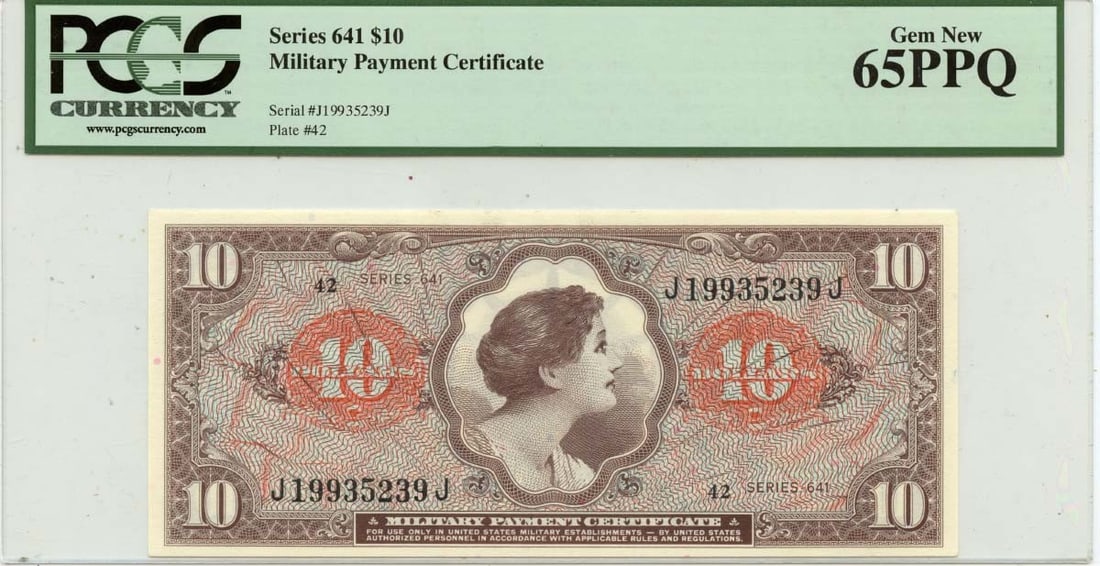 PCGS
CURRENCY
www.pcgscurrency.com
Series 641 $10
Military Payment Certificate
Serial #J19935239J
Plate #42
Gem New
65PPQ
10
10
42 SERIES 641
J19935239J
10
10
J19935239J
42 SERIES 641
10
10
MILITARY PAYMENT CERTIFICATE
FOR USE ONLY IN UNITED STATES MILITARY ESTABLISHMENTS — BY UNITED STATES
AUTHORIZED PERSONNEL IN ACCORDANCE WITH APPLICABLE RULES AND REGULATIONS.